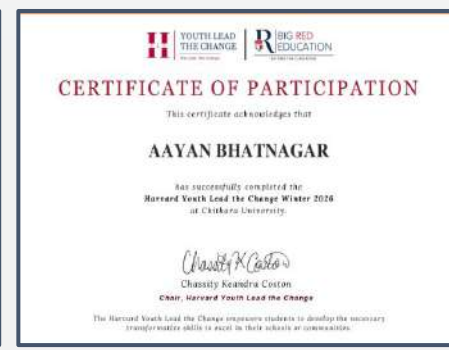 YOUTH LEAD
THE CHANGE
BIG RED
EDUCATION
CERTIFICATE OF PARTICIPATION
This certificate acknowledges that
AAYAN BHATNAGAR
has successfully completed the
Harvard Youth Lead the Change Winter 2026
at Chitkara University.
Chassity K Coston
Chassity Keandra Coston
Chair, Harvard Youth Lead the Change
The Harvard Youth Lead the Change empowers students to develop the necessary
transformative skills to excel in their schools or communities.